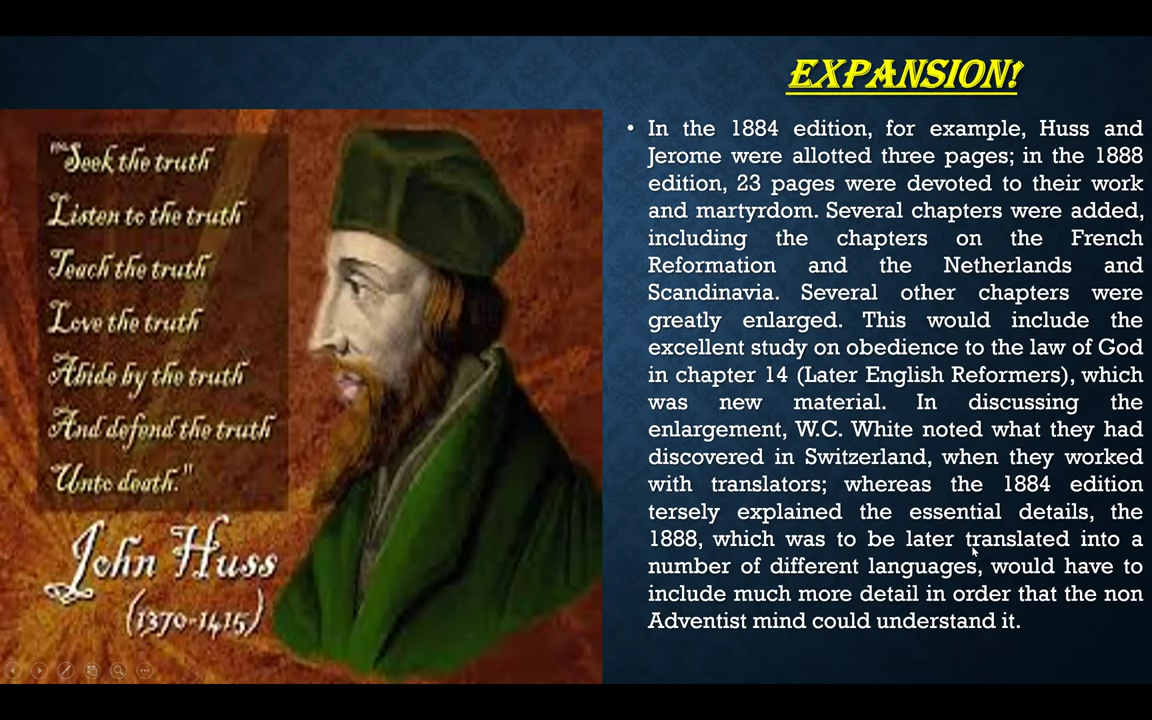 EXPANSION!
"Seek the truth
Listen to the truth
Teach the truth
Love the truth
Abide by the truth
And defend the truth
Unto death."
John Huss
(1370-1415)
• In the 1884 edition, for example, Huss and
Jerome were allotted three pages; in the 1888
edition, 23 pages were devoted to their work
and martyrdom. Several chapters were added,
including the chapters on the French
Reformation and the Netherlands and
Scandinavia. Several other chapters were
greatly enlarged. This would include the
excellent study on obedience to the law of God
in chapter 14 (Later English Reformers), which
was new material. In discussing the
enlargement, W.C. White noted what they had
discovered in Switzerland, when they worked
with translators; whereas the 1884 edition
tersely explained the essential details, the
1888, which was to be later translated into a
number of different languages, would have to
include much more detail in order that the non
Adventist mind could understand it.